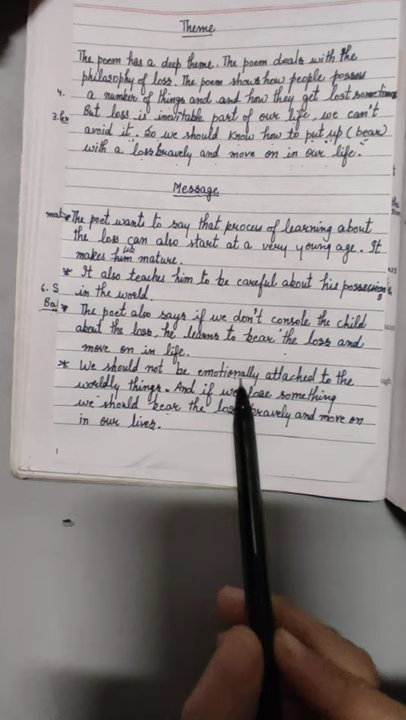 Theme
The poem has a deep theme. The poem deals with the
philosophy of loss. The poem shows how people possess
4. a number of things and and how they get lost sometimes
3. But loss is inevitable part of our life, we can't
avoid it. So we should know how to put up (bear)
with a loss bravely and move on in our life.
Message
* The poet wants to say that process of learning about
the loss can also start at a very young age. It
makes him mature.
* It also teaches him to be careful about his possessions
6. S in the world.
Bal * The poet also says if we don't console the child
about the loss. he learns to bear the loss and
move on in life.
* We should not be emotionally attached to the
worldly things. And if we lose something
we should bear the loss bravely and move on
in our lives.